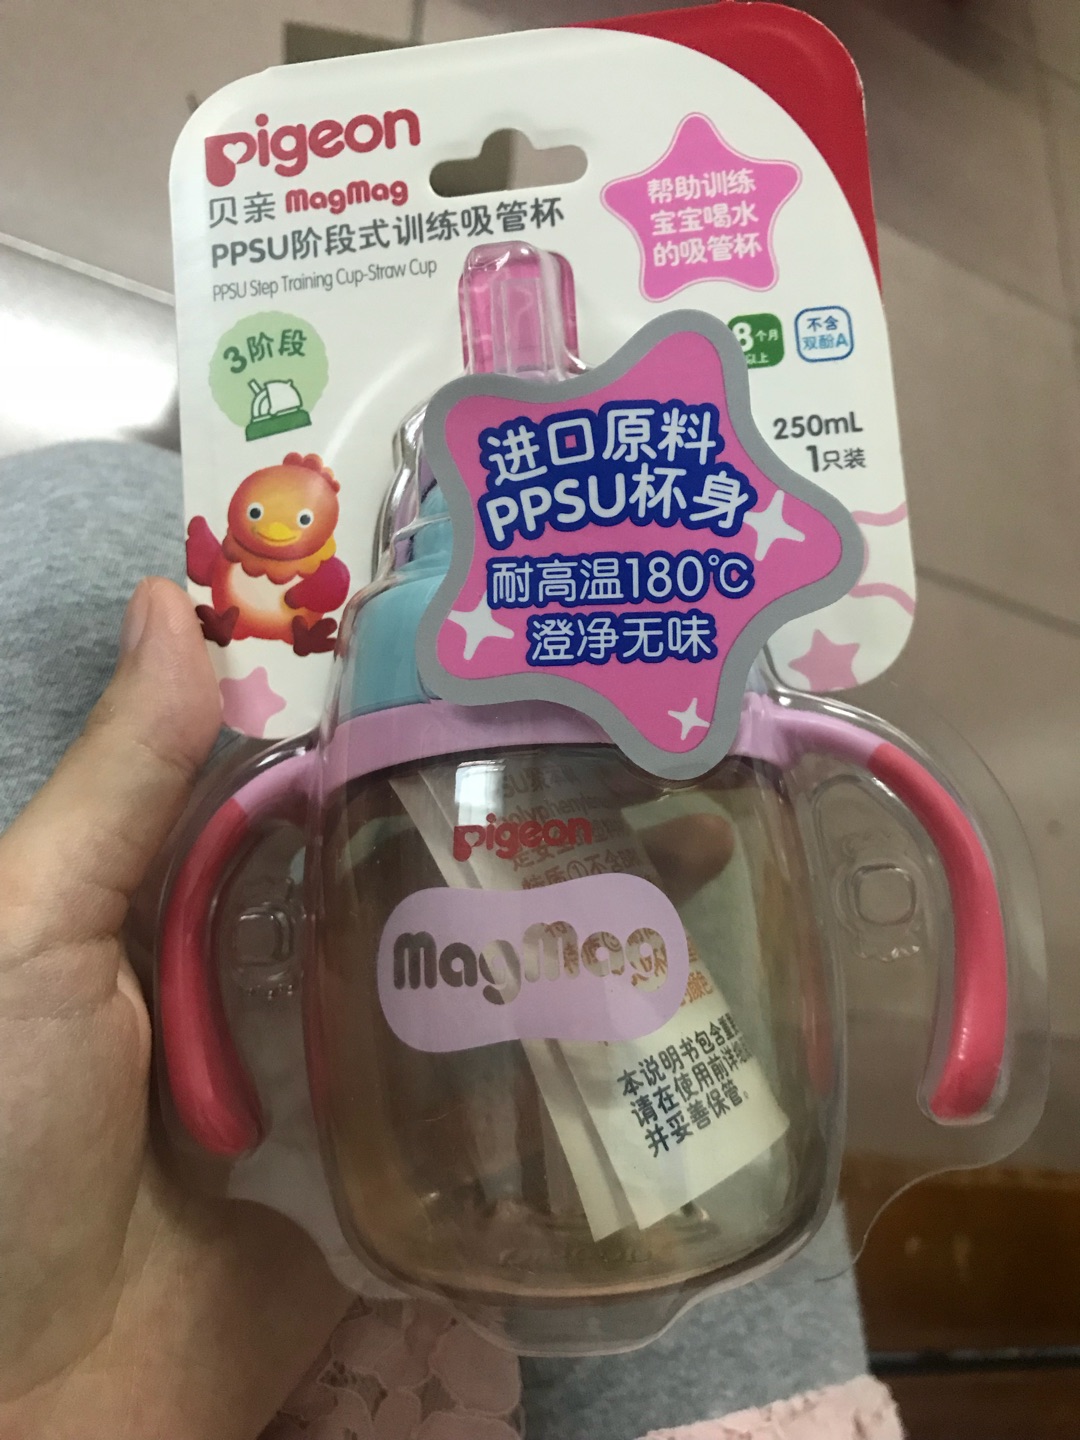 Pigeon
贝亲 MagMag
PPSU阶段式训练吸管杯
PPSU Step Training Cup-Straw Cup
帮助训练
宝宝喝水
的吸管杯
3阶段
8个月
以上
不含
双酚A
250mL
1只装
进口原料
PPSU杯身
耐高温180℃
澄净无味
Pigeon
MagMag
本说明书包含重
请在使用前详
并妥善保管。